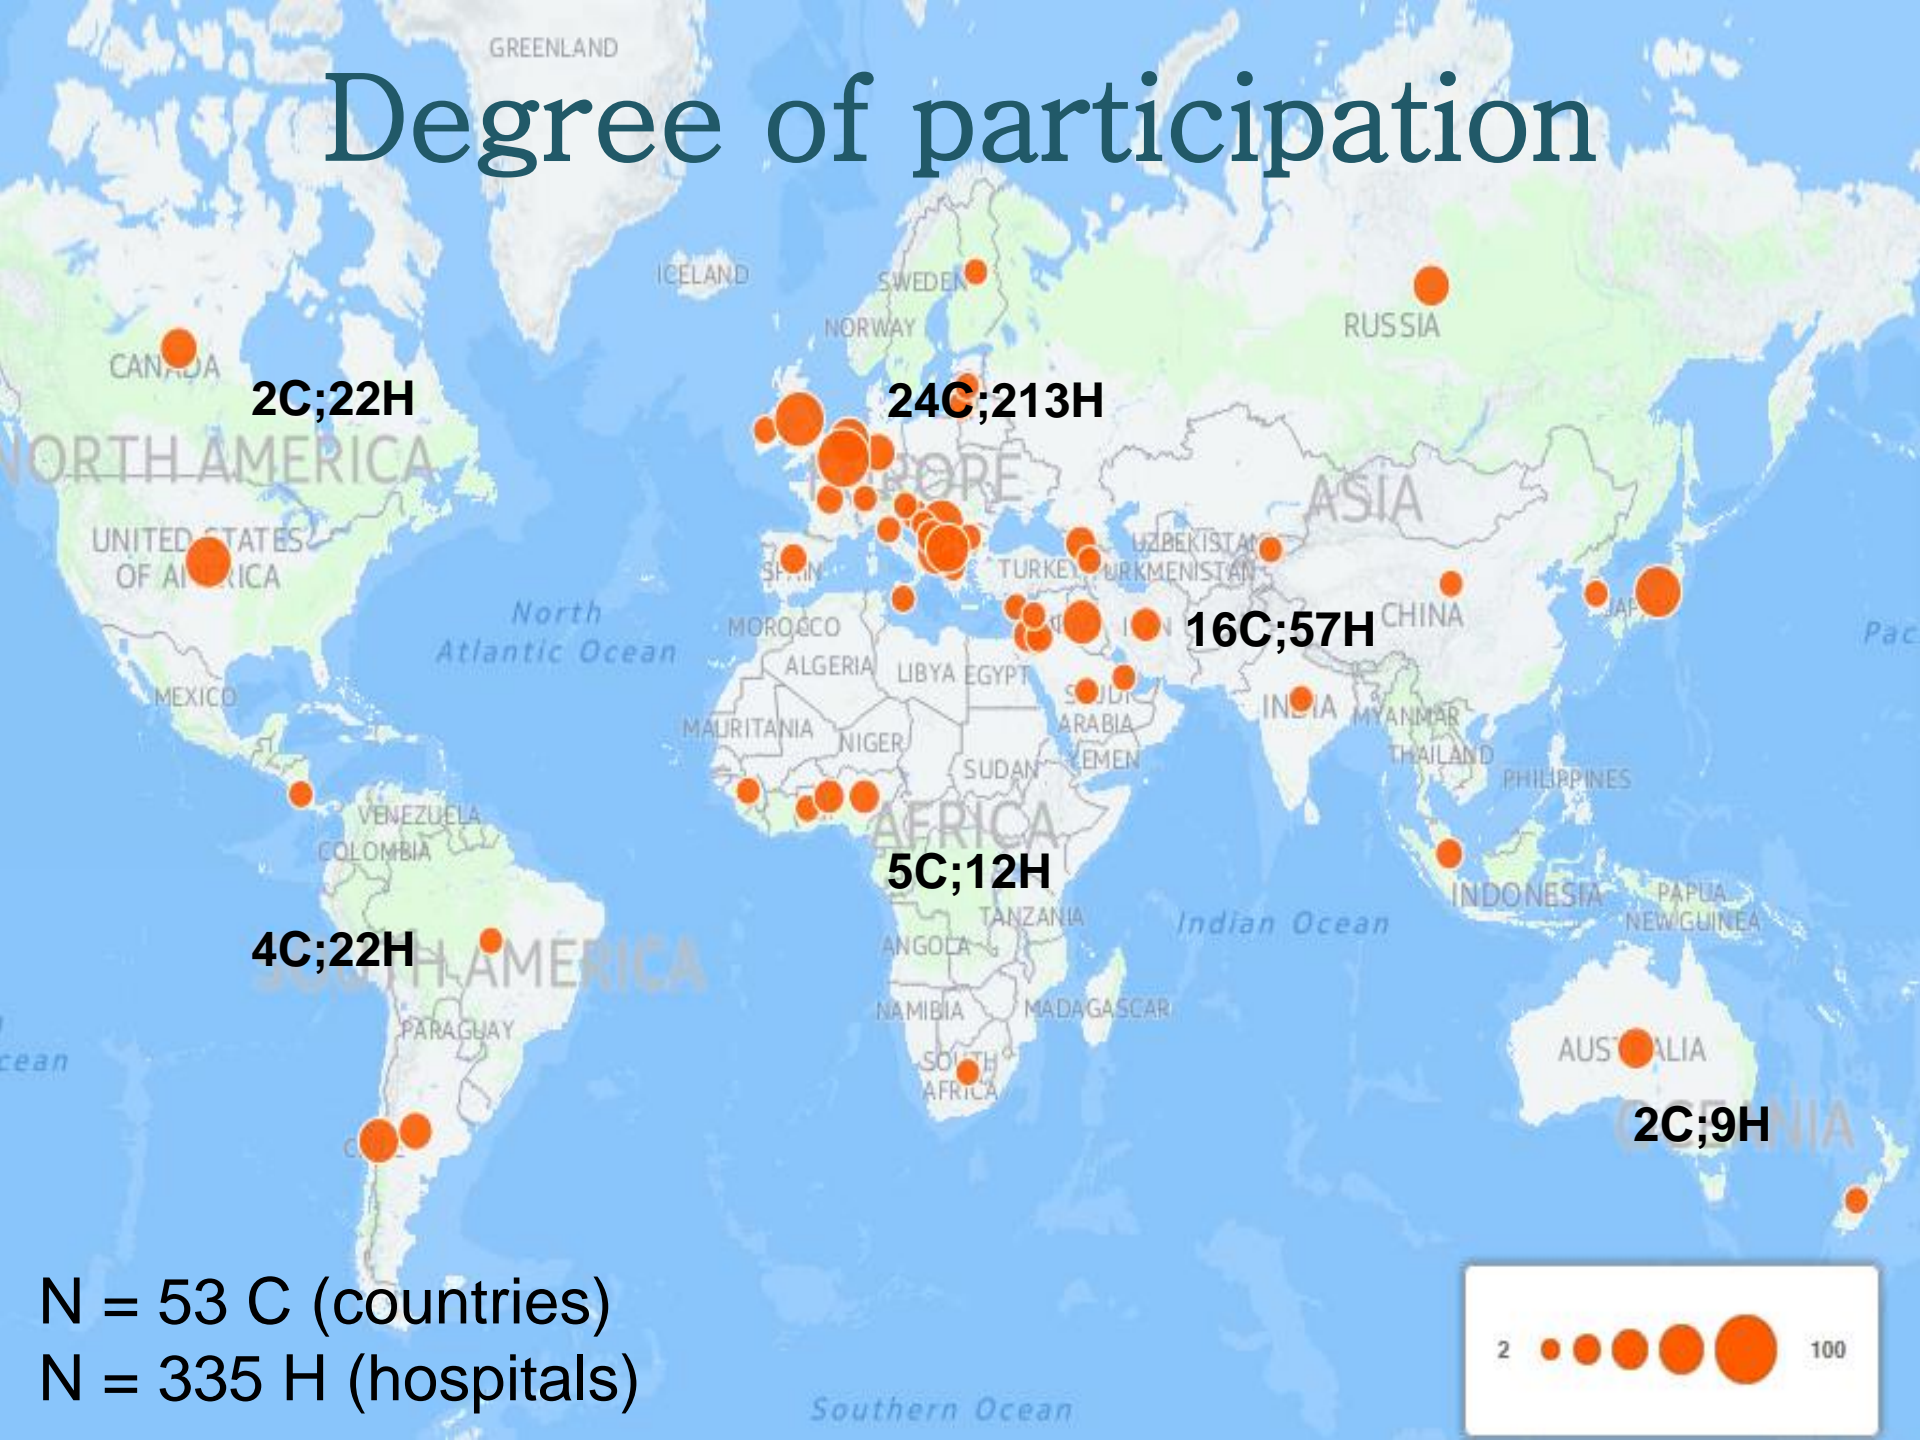 GREENLAND
Degree of participation
ICELAND
SWEDEN
NORWAY
RUSSIA
CANADA
2C;22H
24C;213H
NORTH AMERICA
EUROPE
ASIA
UNITED STATES
OF AMERICA
UZBEKISTAN
SPAIN
TURKEY
TURKMENISTAN
North
Atlantic Ocean
MOROCCO
16C;57H
CHINA
JAP
Pac
ALGERIA
LIBYA
EGYPT
MEXICO
SAUDI
ARABIA
INDIA
MYANMAR
MAURITANIA
NIGER
SUDAN
YEMEN
THAILAND
PHILIPPINES
VENEZUELA
COLOMBIA
AFRICA
5C;12H
INDONESIA
PAPUA
NEW GUINEA
TANZANIA
Indian Ocean
ANGOLA
4C;22H
SOUTH AMERICA
NAMIBIA
MADAGASCAR
PARAGUAY
cean
SOUTH
AFRICA
AUSTRALIA
OCEANIA
2C;9H
N = 53 C (countries)
N = 335 H (hospitals)
2
100
Southern Ocean